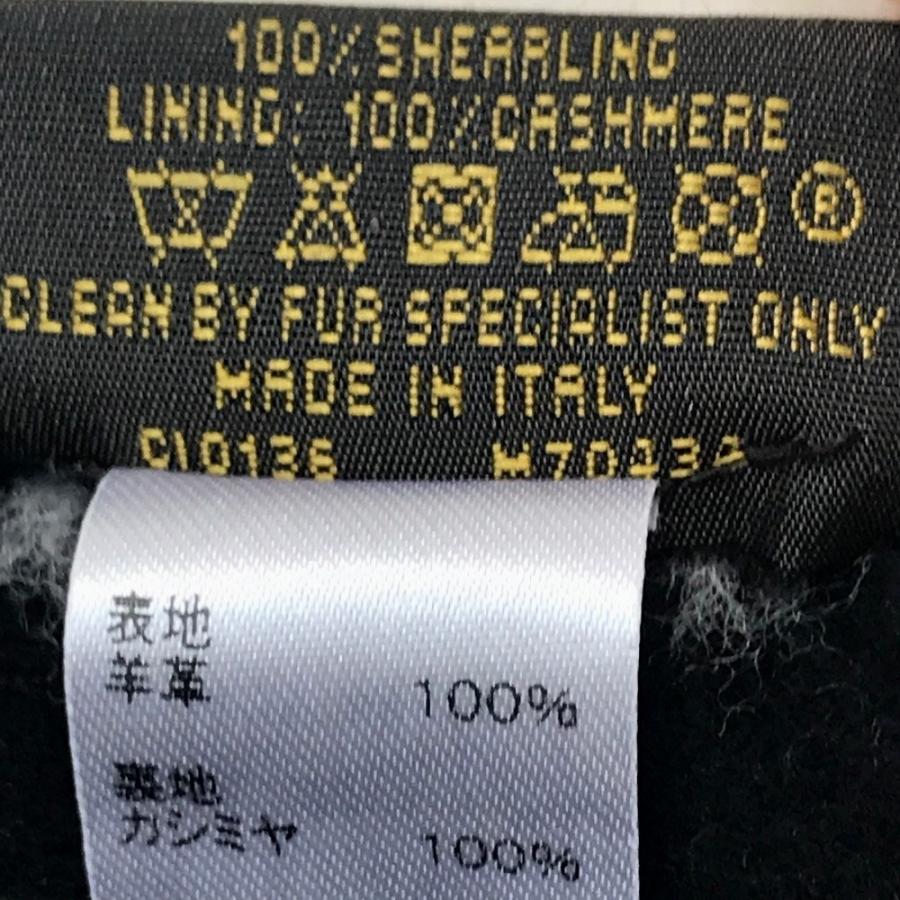 100% SHEARLING
LINING: 100% CASHMERE
®
CLEAN BY FUR SPECIALIST ONLY
MADE IN ITALY
表地
羊革 100%
裏地
カシミヤ 100%